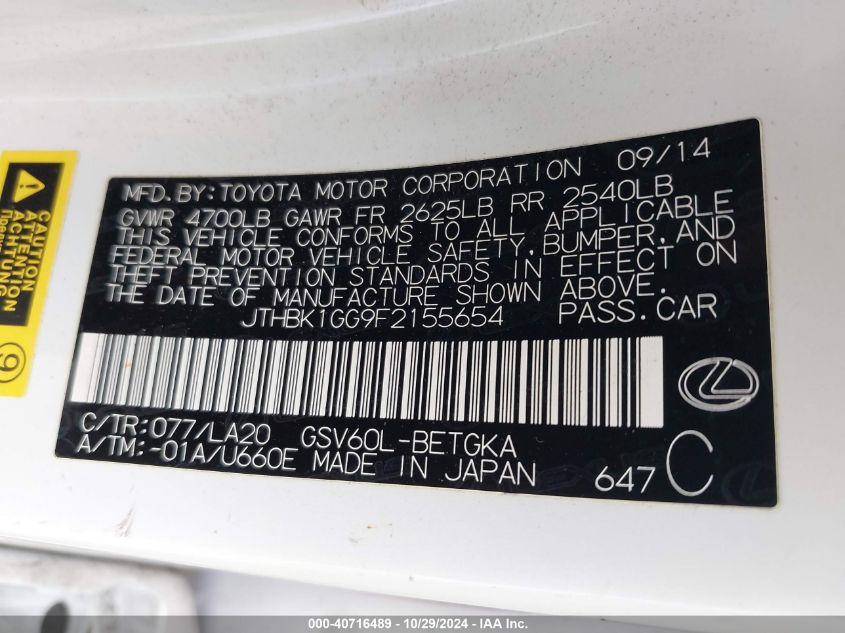 MFD.BY:TOYOTA MOTOR CORPORATION 09/14
GVWR 4700LB GAWR FR 2625LB RR 2540LB
THIS VEHICLE CONFORMS TO ALL APPLICABLE
FEDERAL MOTOR VEHICLE SAFETY,BUMPER,AND
THEFT PREVENTION STANDARDS IN EFFECT ON
THE DATE OF MANUFACTURE SHOWN ABOVE.
JTHBK1GG9F2155654 PASS.CAR
C/TR:077/LA20 GSV60L-BETGKA
A/TM:-01A/U660E MADE IN JAPAN
647 C
CAUTION
ATTENTION
ACHTUNG
9
000-40716489 - 10/29/2024 - IAA Inc.